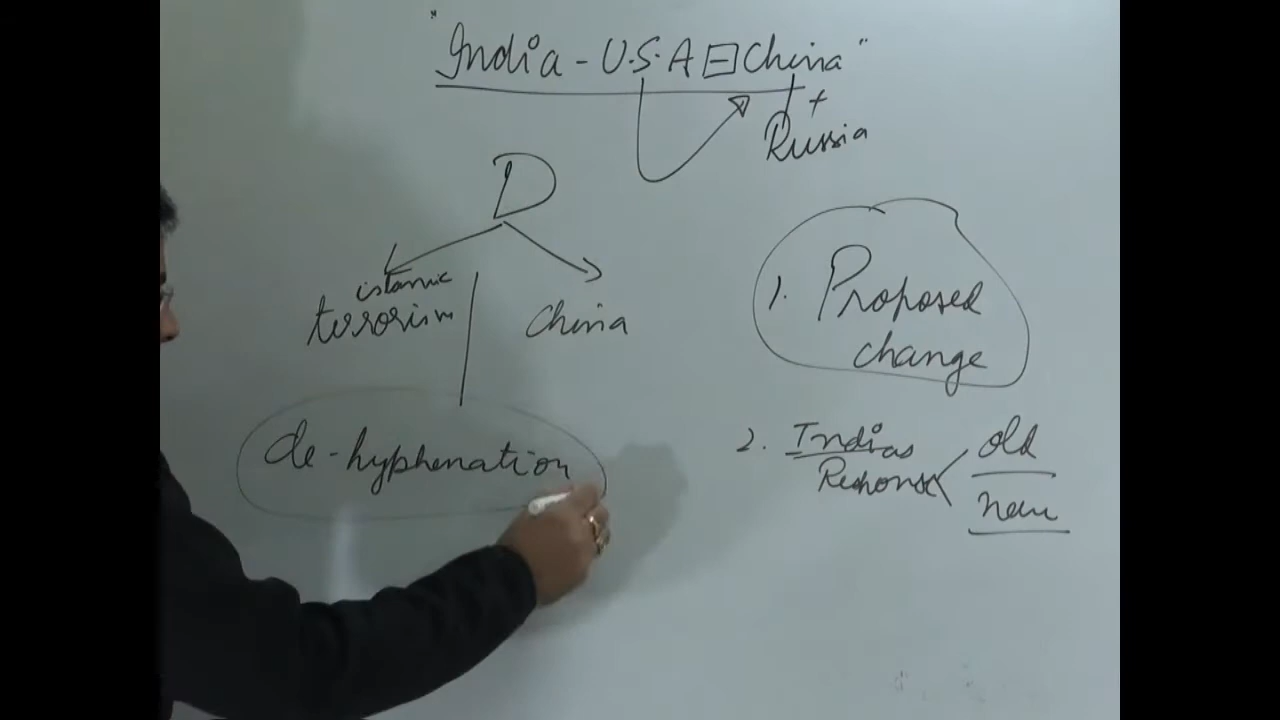 "India - U.S.A - China"
+
Russia
D
islamic
terrorism
China
de-hyphenation
1. Proposed
change
2. Indias
Response
old
new